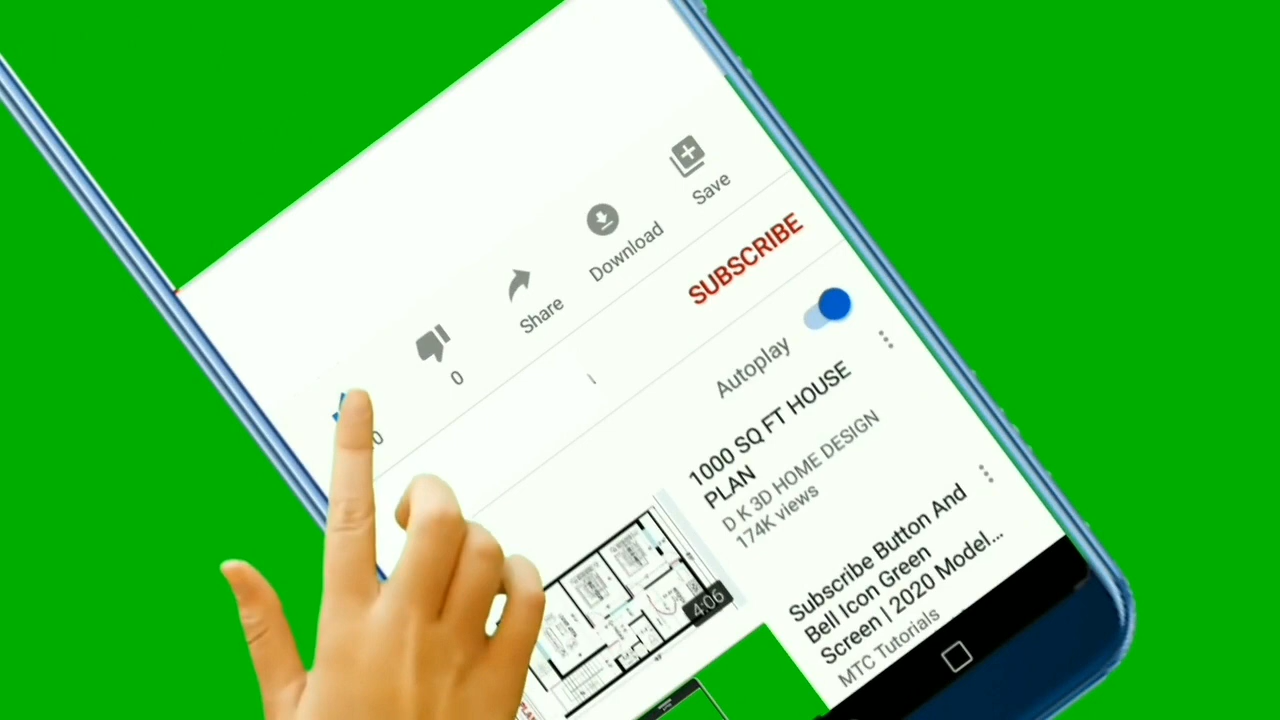 0
0
Share
Download
Save
SUBSCRIBE
Autoplay
1000 SQ FT HOUSE
PLAN
D K 3D HOME DESIGN
174K views
4:06
Subscribe Button And
Bell Icon Green
Screen | 2020 Model...
MTC Tutorials